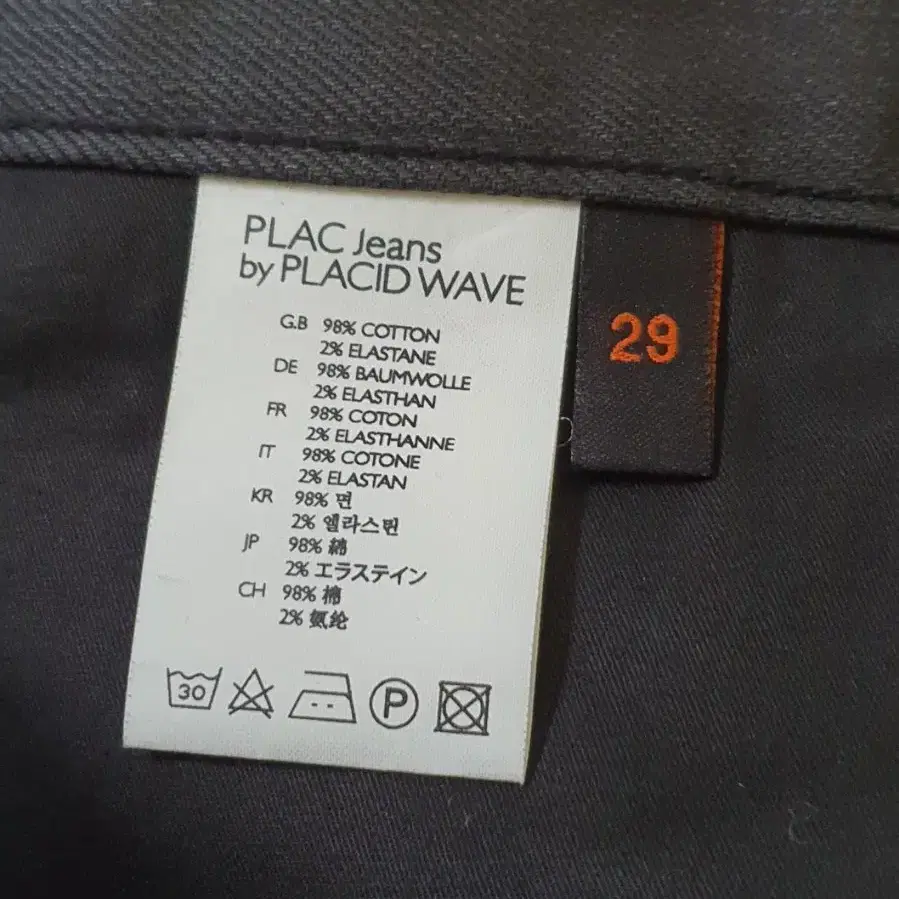 PLAC Jeans
by PLACID WAVE
G.B 98% COTTON
2% ELASTANE
DE 98% BAUMWOLLE
2% ELASTHAN
FR 98% COTON
2% ELASTHANNE
IT 98% COTONE
2% ELASTAN
KR 98% 면
2% 엘라스틴
JP 98% 綿
2% エラステイン
CH 98% 棉
2% 氨纶
30
P
29